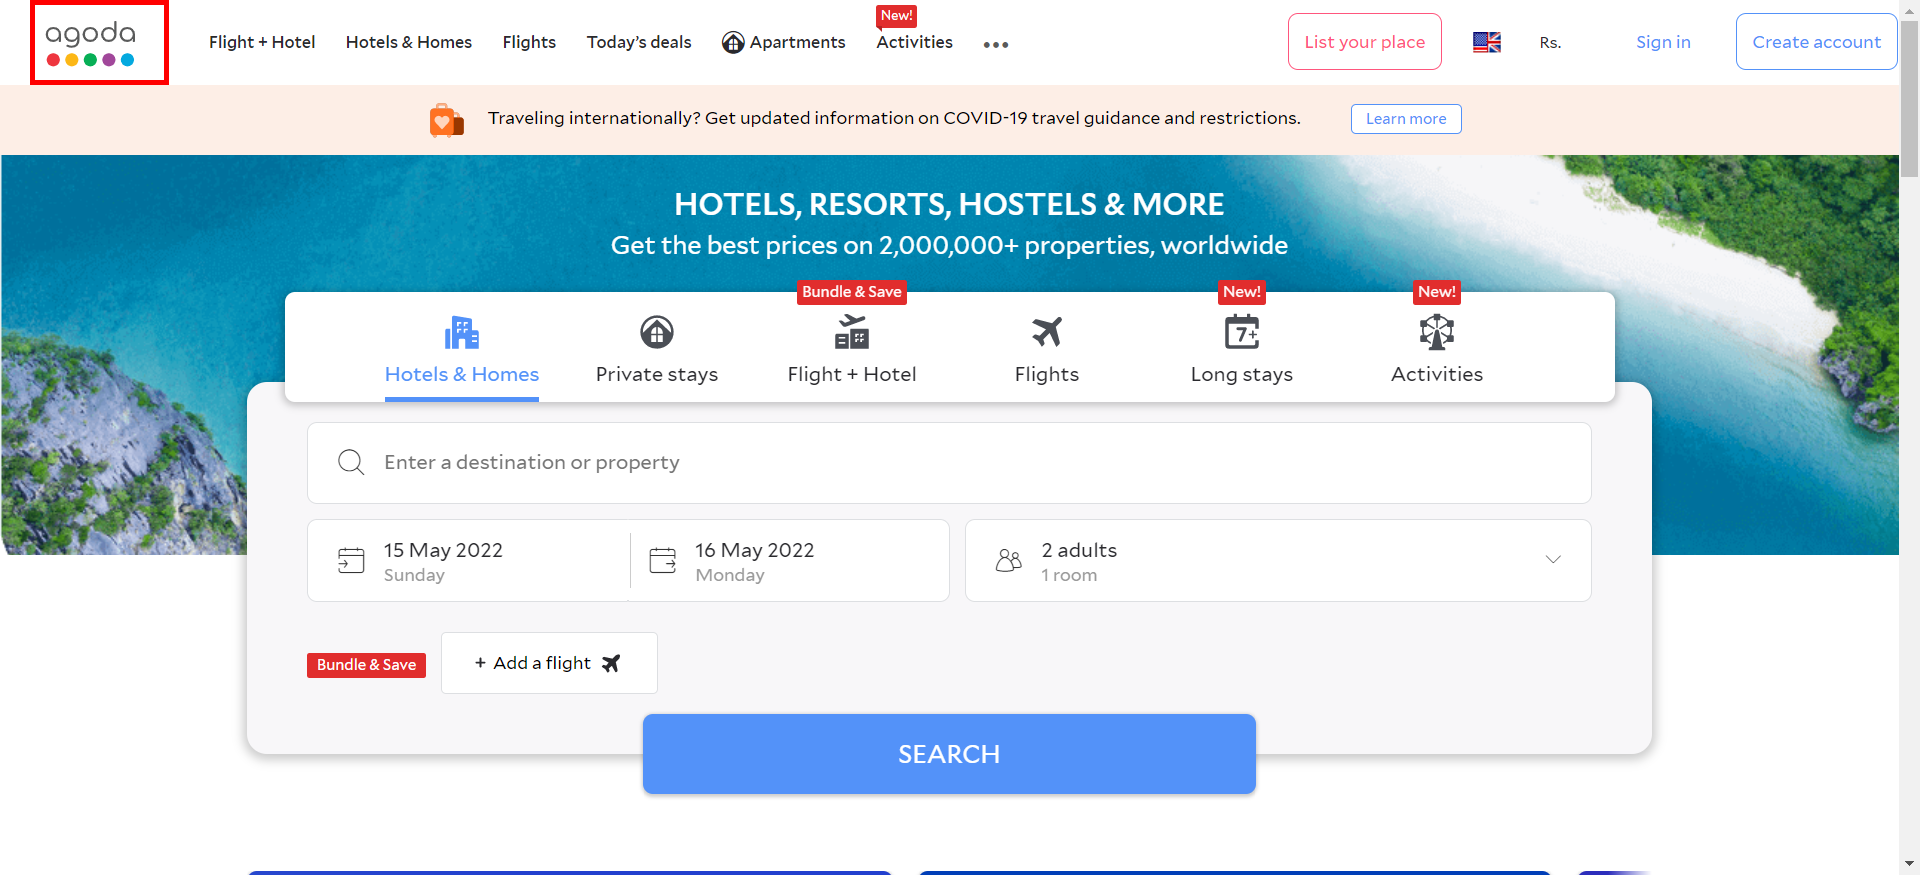 agoda
Flight + Hotel
Hotels & Homes
Flights
Today's deals
Apartments
New!
Activities
List your place
Rs.
Sign in
Create account
Traveling internationally? Get updated information on COVID-19 travel guidance and restrictions.
Learn more
HOTELS, RESORTS, HOSTELS & MORE
Get the best prices on 2,000,000+ properties, worldwide
Hotels & Homes
Private stays
Bundle & Save
Flight + Hotel
Flights
New!
7+
Long stays
New!
Activities
Enter a destination or property
15 May 2022
Sunday
16 May 2022
Monday
2 adults
1 room
Bundle & Save
+ Add a flight
SEARCH